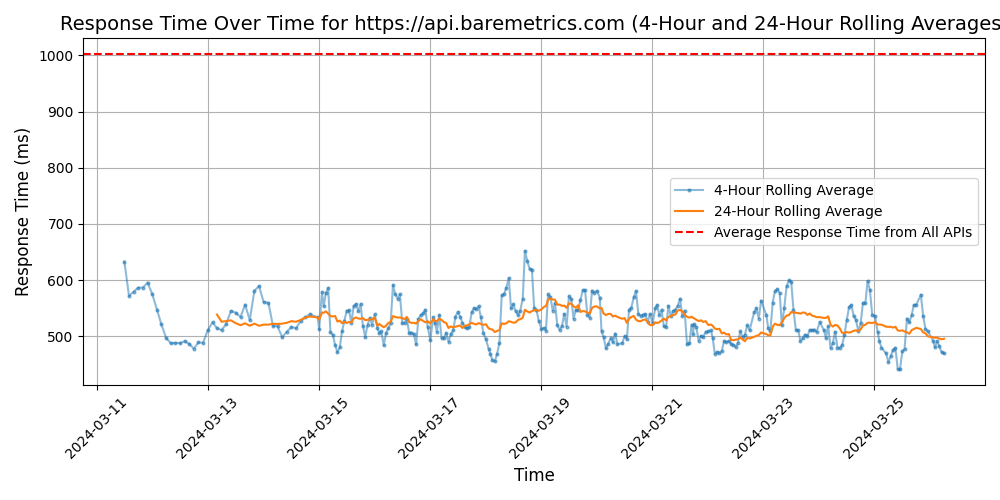 Response Time Over Time for https://api.baremetrics.com (4-Hour and 24-Hour Rolling Averages
Response Time (ms)
1000
900
800
700
600
500
4-Hour Rolling Average
24-Hour Rolling Average
Average Response Time from All APIs
2024-03-11
2024-03-13
2024-03-15
2024-03-17
2024-03-19
2024-03-21
2024-03-23
2024-03-25
Time